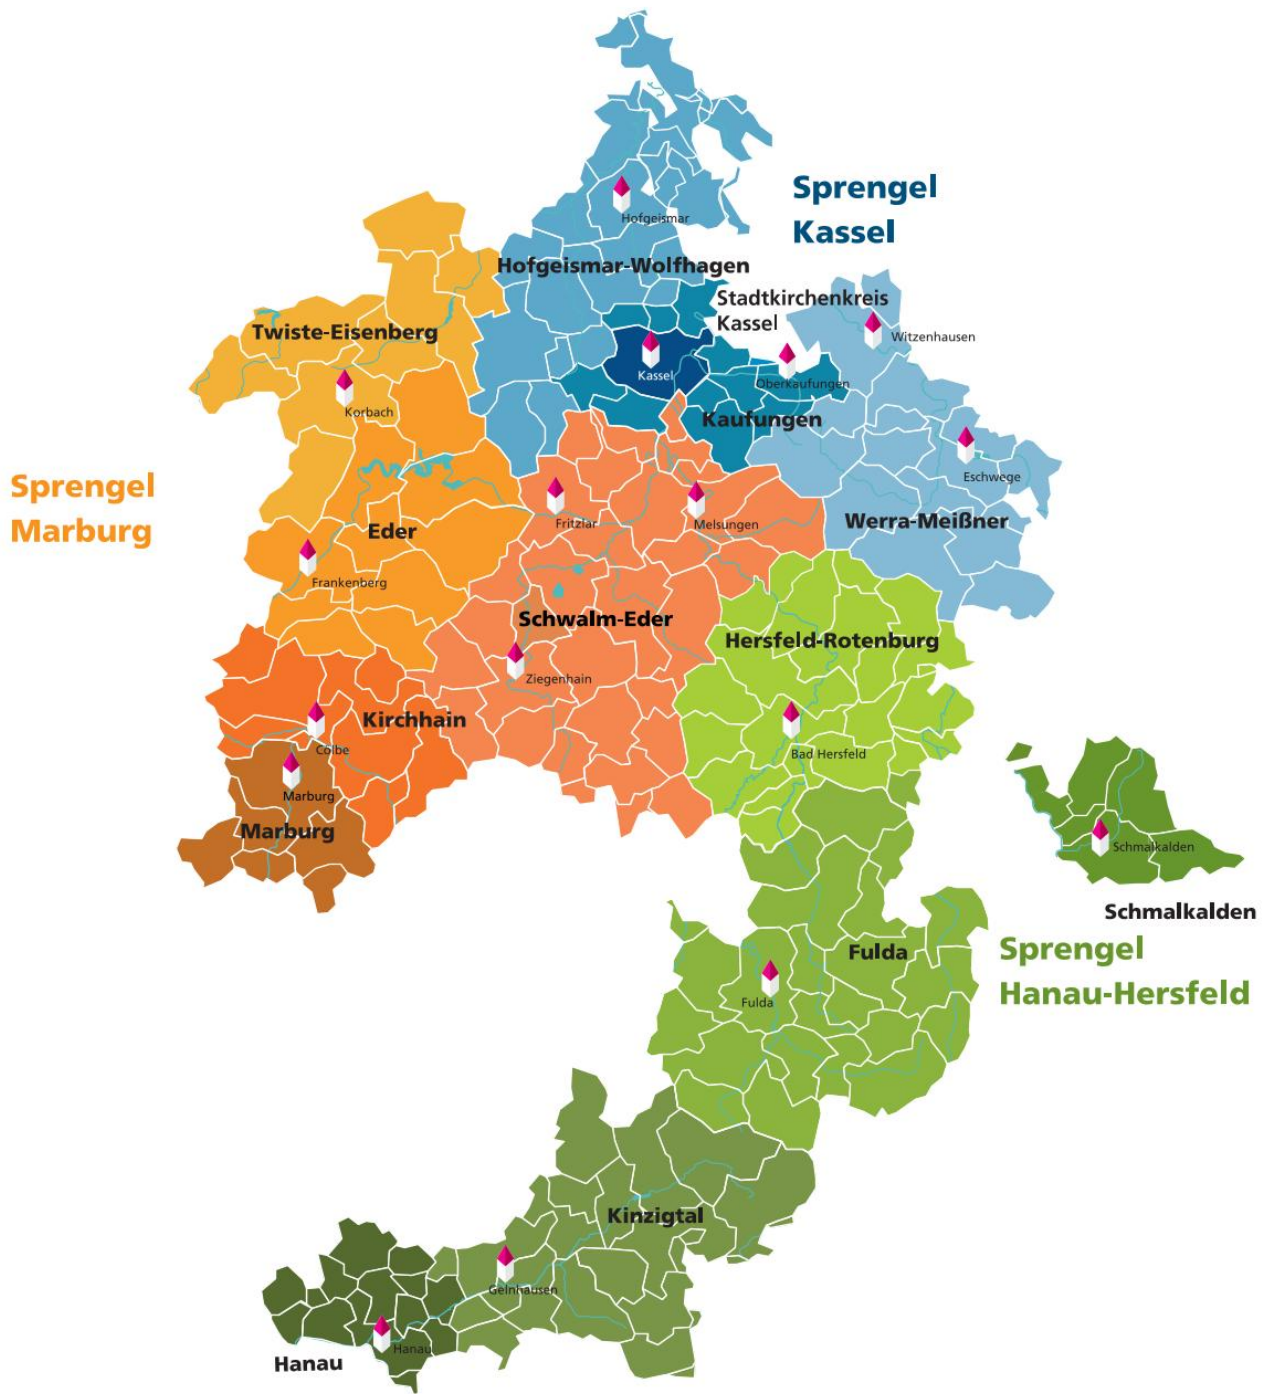 Sprengel
Kassel
Hofgeismar
Hofgeismar-Wolfhagen
Stadtkirchenkreis
Kassel
Twiste-Eisenberg
Witzenhausen
Kassel
Oberkaufungen
Korbach
Kaufungen
Sprengel
Marburg
Eschwege
Fritzlar
Melsungen
Werra-Meißner
Eder
Frankenberg
Schwalm-Eder
Hersfeld-Rotenburg
Ziegenhain
Kirchhain
Cölbe
Bad Hersfeld
Marburg
Marburg
Schmalkalden
Schmalkalden
Fulda
Sprengel
Hanau-Hersfeld
Fulda
Kinzigtal
Gelnhausen
Hanau
Hanau